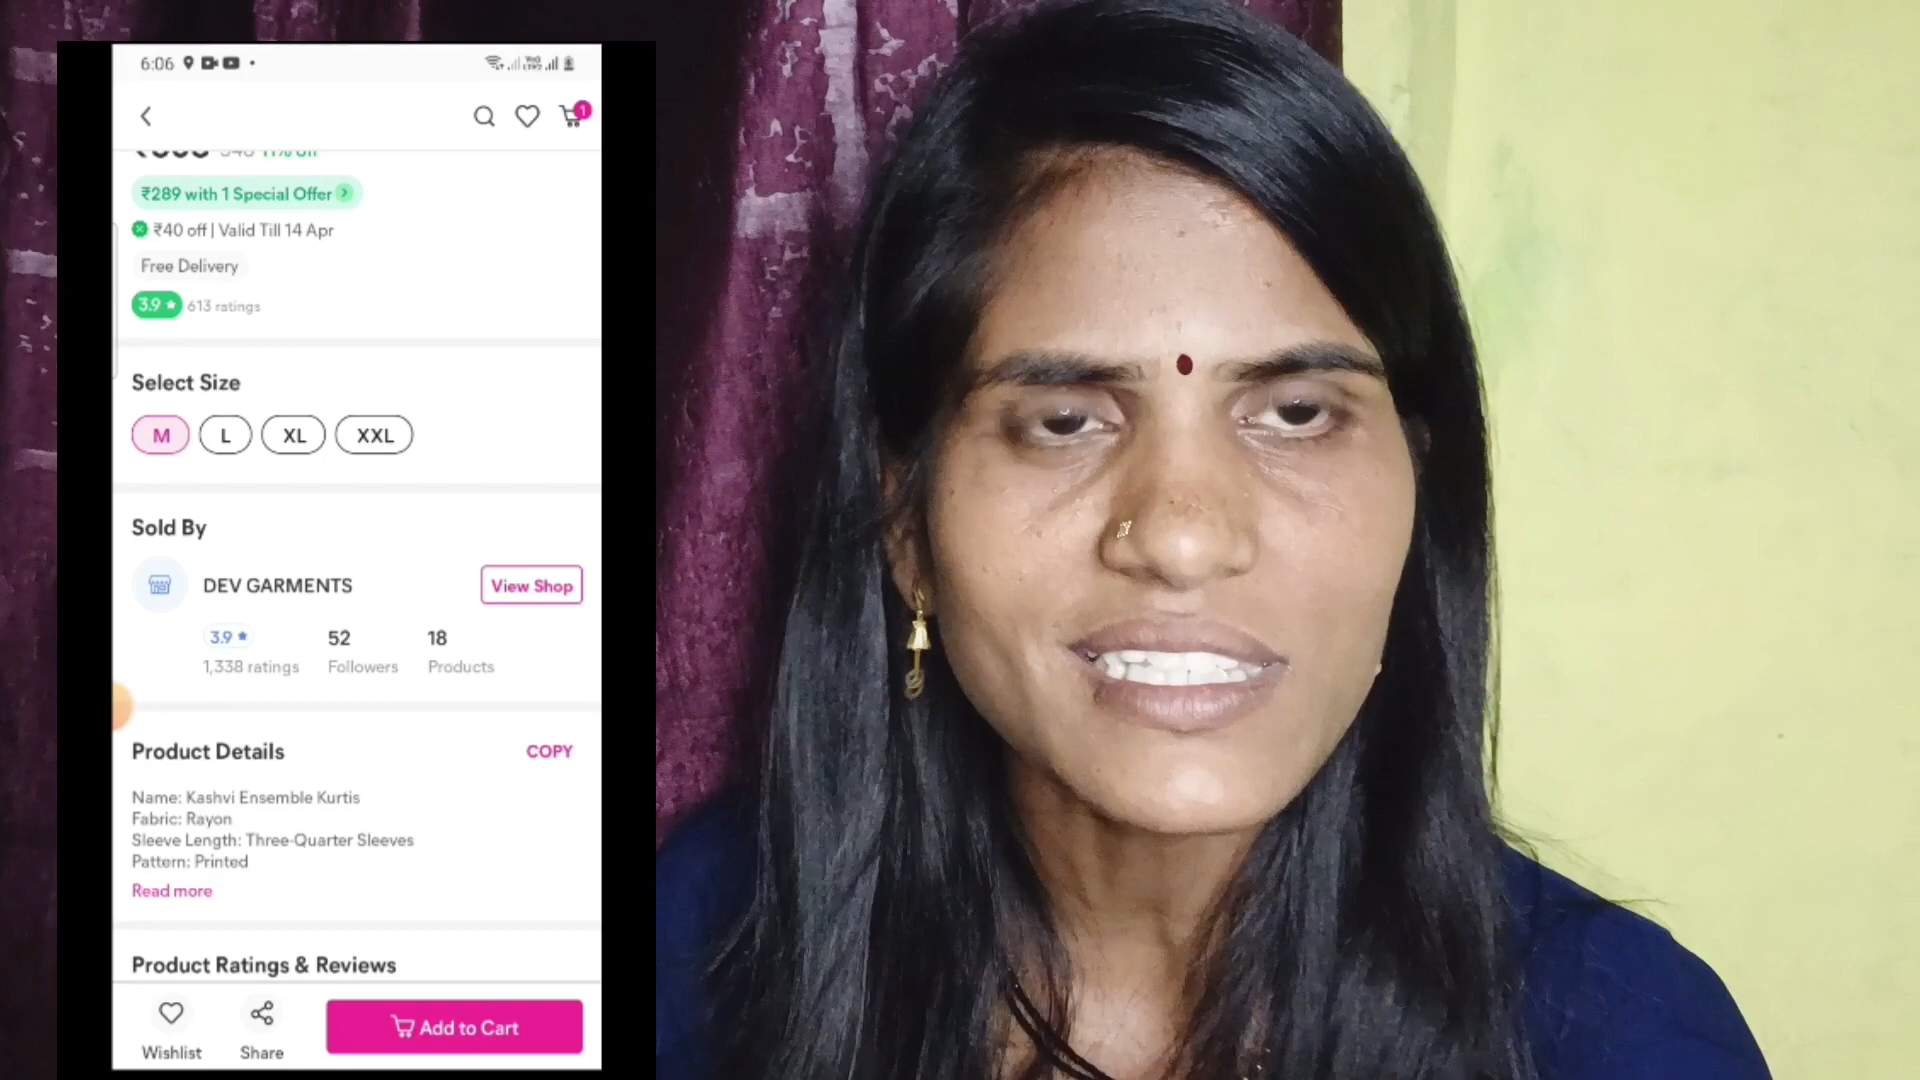 6:06
1
11% off
₹289 with 1 Special Offer
₹40 off | Valid Till 14 Apr
Free Delivery
3.9 ★ 613 ratings
Select Size
M L XL XXL
Sold By
DEV GARMENTS View Shop
3.9 ★ 52 18
1,338 ratings Followers Products
Product Details COPY
Name: Kashvi Ensemble Kurtis
Fabric: Rayon
Sleeve Length: Three-Quarter Sleeves
Pattern: Printed
Read more
Product Ratings & Reviews
Wishlist Share Add to Cart